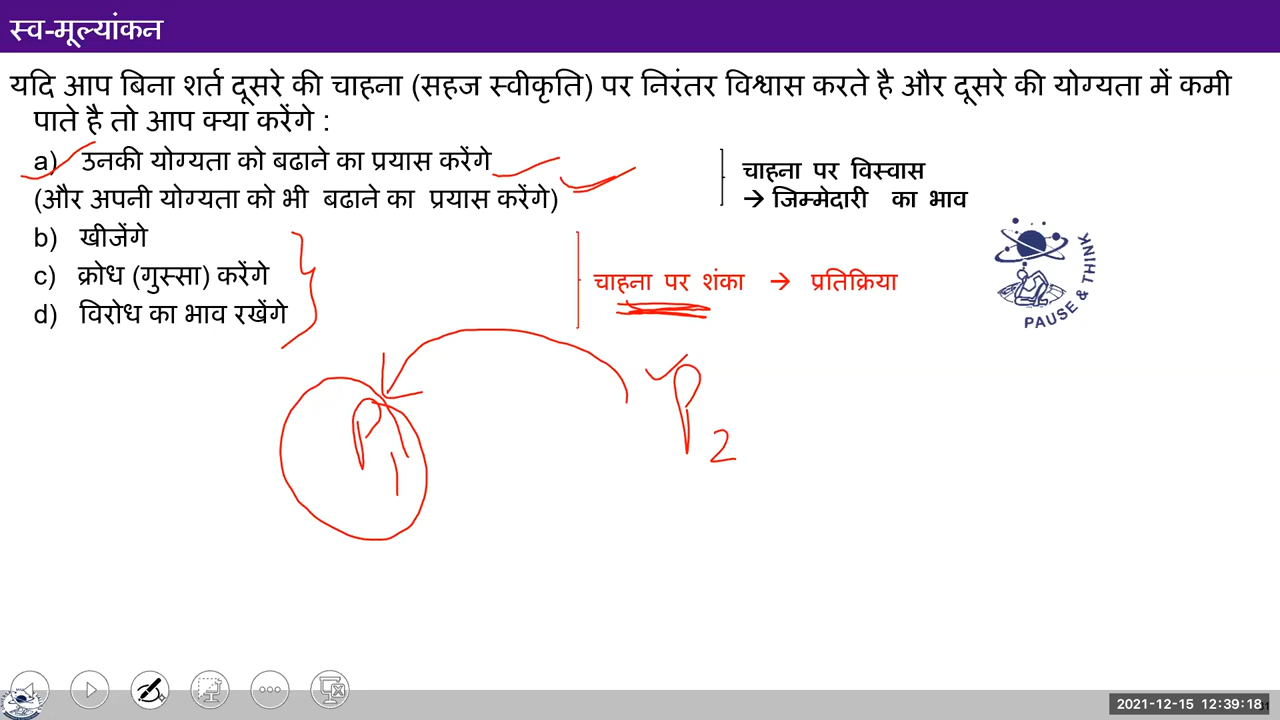 स्व-मूल्यांकन
यदि आप बिना शर्त दूसरे की चाहना (सहज स्वीकृति) पर निरंतर विश्वास करते है और दूसरे की योग्यता में कमी
पाते है तो आप क्या करेंगे :
a) उनकी योग्यता को बढाने का प्रयास करेंगे
(और अपनी योग्यता को भी बढाने का प्रयास करेंगे)
चाहना पर विस्वास
→ जिम्मेदारी का भाव
b) खीजेंगे
c) क्रोध (गुस्सा) करेंगे
d) विरोध का भाव रखेंगे
चाहना पर शंका → प्रतिक्रिया
PAUSE & THINK
P1
P2
2021-12-15 12:39:18